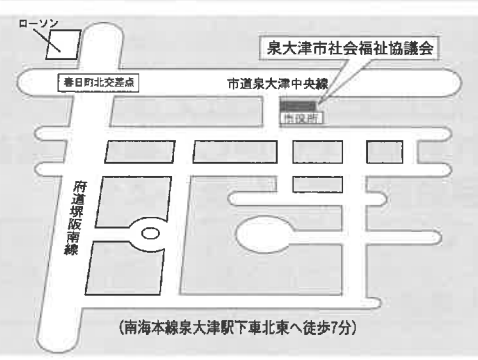 ローソン
泉大津市社会福祉協議会
春日町北交差点
市道泉大津中央線
市役所
府道堺阪南線
(南海本線泉大津駅下車北東へ徒歩7分)